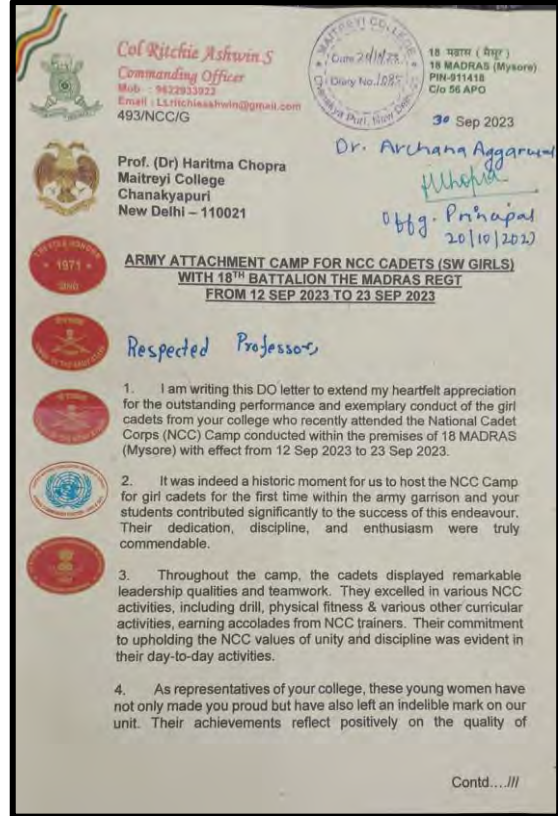 Col Ritchie Ashwin S
Commanding Officer
Mob : 9622933923
493/NCC/G
MAITREYI COLLEGE
Date
Diary No. 1085
Chanakya Puri, New Delhi
18 मद्रास ( मैसूर )
18 MADRAS (Mysore)
PIN-911418
C/o 56 APO
30 Sep 2023
Dr. Archana Aggarwal
Offg. Principal
20/10/2023
Prof. (Dr) Haritma Chopra
Maitreyi College
Chanakyapuri
New Delhi – 110021
1971
ARMY ATTACHMENT CAMP FOR NCC CADETS (SW GIRLS)
WITH 18TH BATTALION THE MADRAS REGT
FROM 12 SEP 2023 TO 23 SEP 2023
Respected Professor,
1. I am writing this DO letter to extend my heartfelt appreciation
for the outstanding performance and exemplary conduct of the girl
cadets from your college who recently attended the National Cadet
Corps (NCC) Camp conducted within the premises of 18 MADRAS
(Mysore) with effect from 12 Sep 2023 to 23 Sep 2023.
2. It was indeed a historic moment for us to host the NCC Camp
for girl cadets for the first time within the army garrison and your
students contributed significantly to the success of this endeavour.
Their dedication, discipline, and enthusiasm were truly
commendable.
3. Throughout the camp, the cadets displayed remarkable
leadership qualities and teamwork. They excelled in various NCC
activities, including drill, physical fitness & various other curricular
activities, earning accolades from NCC trainers. Their commitment
to upholding the NCC values of unity and discipline was evident in
their day-to-day activities.
4. As representatives of your college, these young women have
not only made you proud but have also left an indelible mark on our
unit. Their achievements reflect positively on the quality of
Contd....///